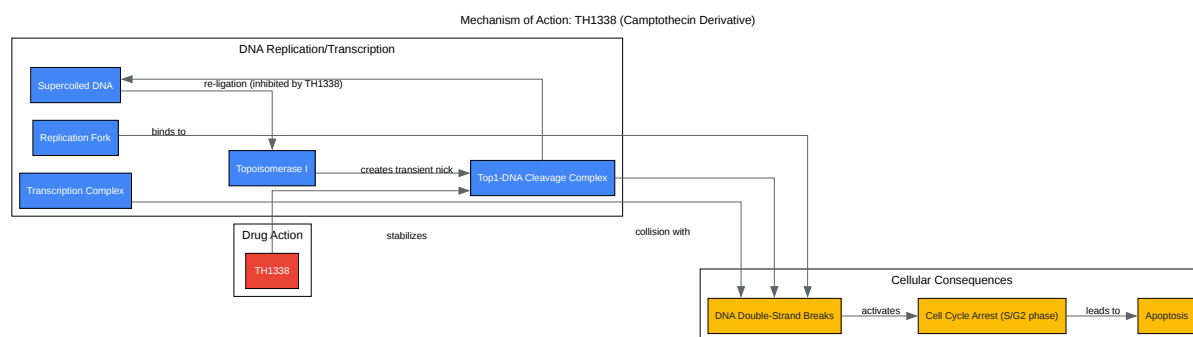 Mechanism of Action: TH1338 (Camptothecin Derivative)
DNA Replication/Transcription
Supercoiled DNA
re-ligation (inhibited by TH1338)
Replication Fork
binds to
Topoisomerase I
creates transient nick
Top1-DNA Cleavage Complex
Transcription Complex
Drug Action
stabilizes
collision with
TH1338
Cellular Consequences
DNA Double-Strand Breaks
activates
Cell Cycle Arrest (S/G2 phase)
leads to
Apoptosis